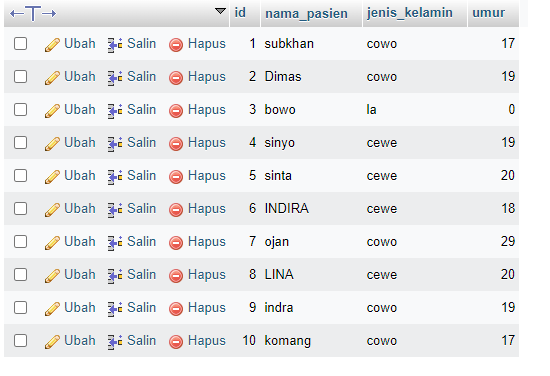 id nama_pasien jenis_kelamin umur
Ubah Salin Hapus 1 subkhan cowo 17
Ubah Salin Hapus 2 Dimas cowo 19
Ubah Salin Hapus 3 bowo la 0
Ubah Salin Hapus 4 sinyo cewe 19
Ubah Salin Hapus 5 sinta cewe 20
Ubah Salin Hapus 6 INDIRA cewe 18
Ubah Salin Hapus 7 ojan cowo 29
Ubah Salin Hapus 8 LINA cewe 20
Ubah Salin Hapus 9 indra cowo 19
Ubah Salin Hapus 10 komang cowo 17